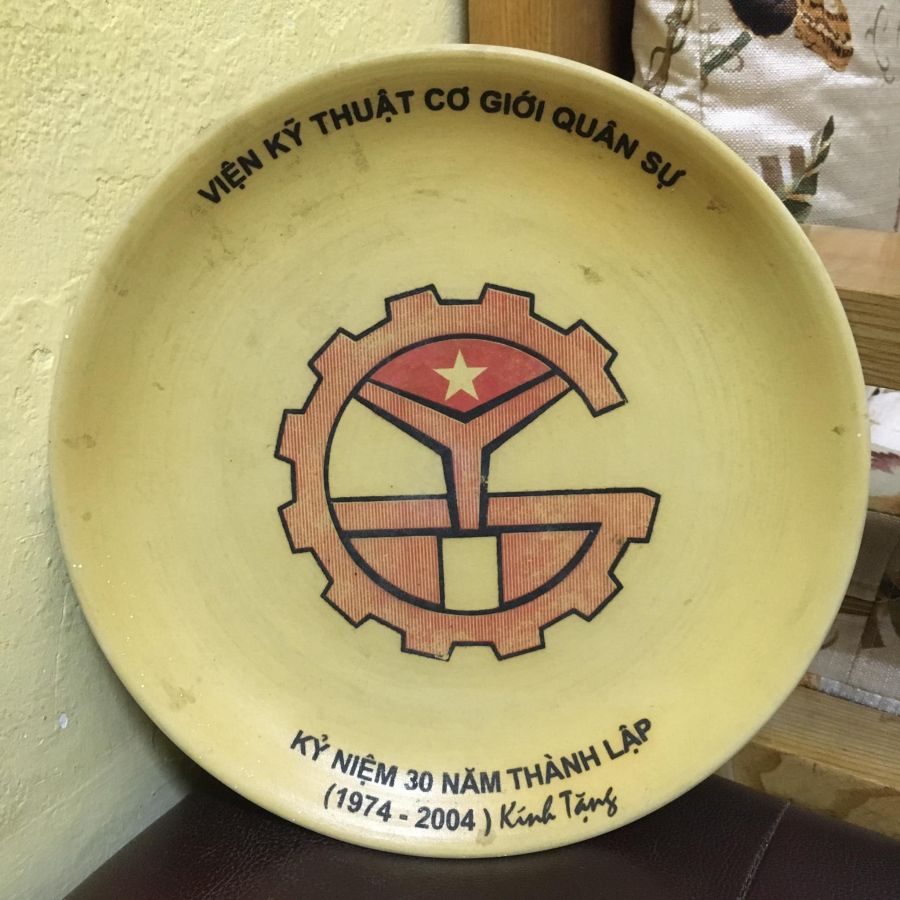 VIỆN KỸ THUẬT CƠ GIỚI QUÂN SỰ
KỶ NIỆM 30 NĂM THÀNH LẬP
(1974 - 2004 ) Kính Tặng